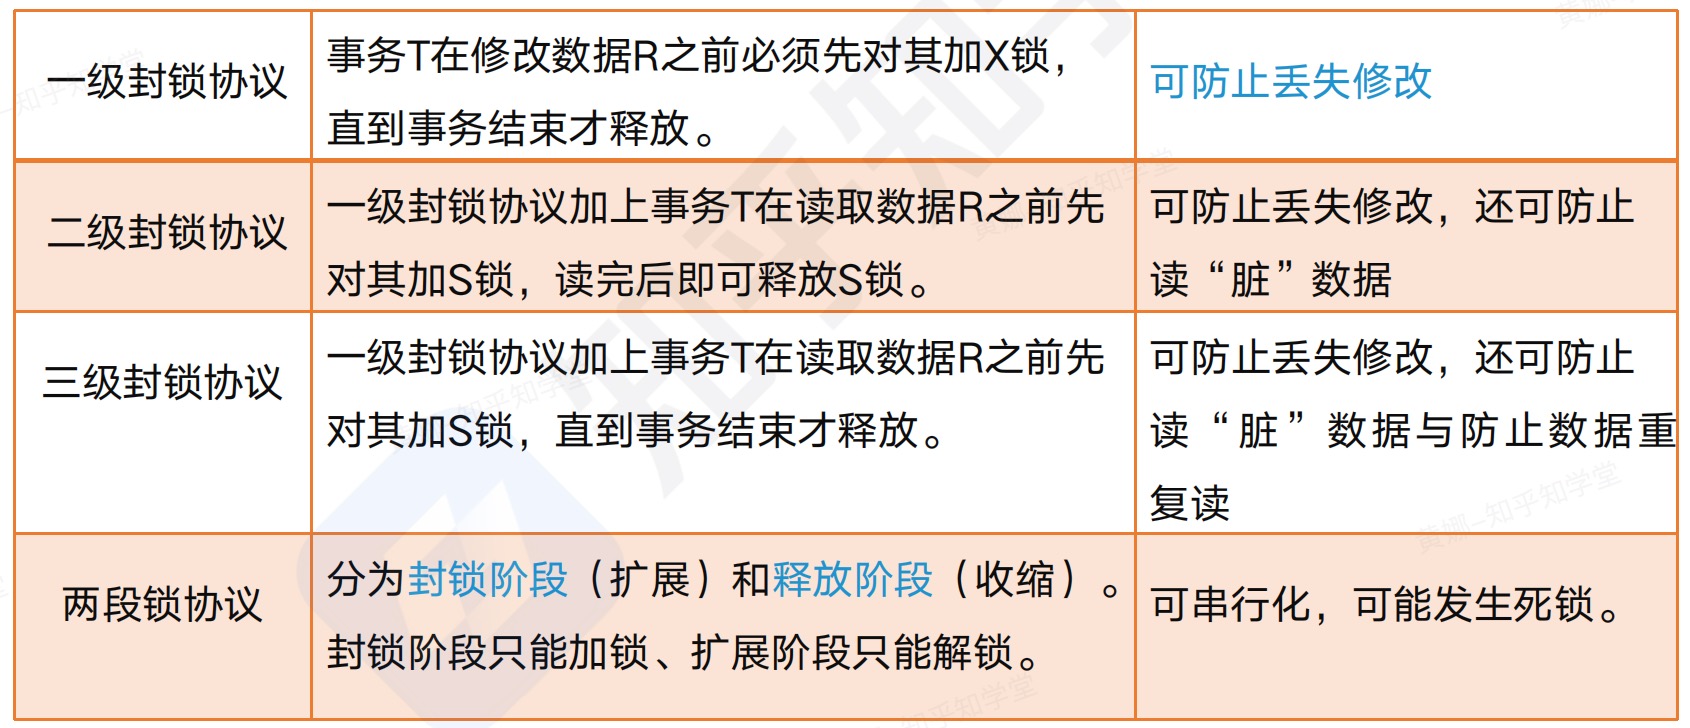 一级封锁协议
事务T在修改数据R之前必须先对其加X锁，
直到事务结束才释放。
可防止丢失修改
二级封锁协议
一级封锁协议加上事务T在读取数据R之前先
对其加S锁，读完后即可释放S锁。
可防止丢失修改，还可防止
读“脏”数据
三级封锁协议
一级封锁协议加上事务T在读取数据R之前先
对其加S锁，直到事务结束才释放。
可防止丢失修改，还可防止
读“脏”数据与防止数据重
复读
两段锁协议
分为封锁阶段（扩展）和释放阶段（收缩）。
封锁阶段只能加锁、扩展阶段只能解锁。
可串行化，可能发生死锁。
知乎知
黄娜-知乎知学堂